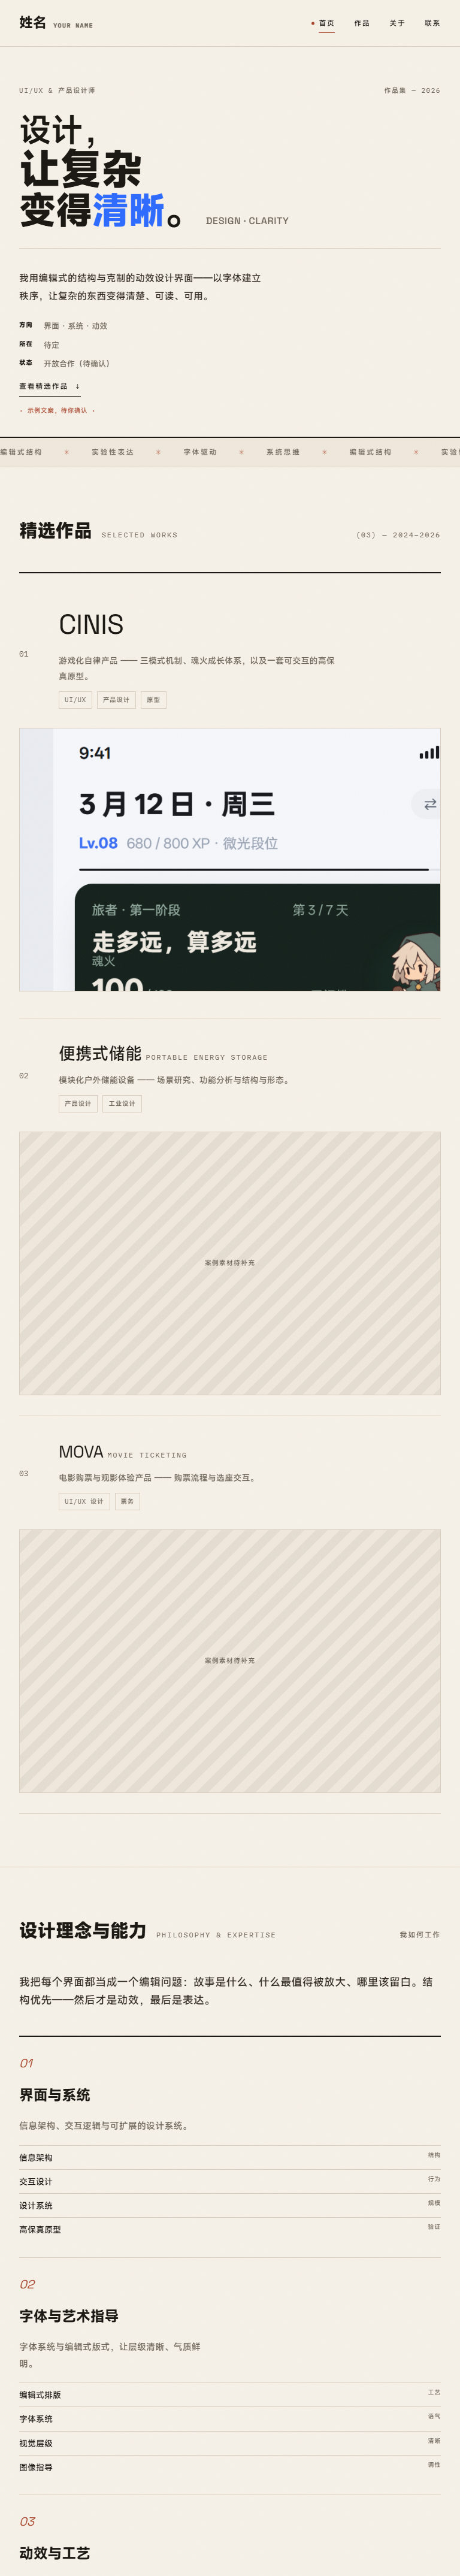 姓名 YOUR NAME
首页 作品 关于 联系
UI/UX & 产品设计师
作品集 — 2026
设计，
让复杂
变得清晰。 DESIGN · CLARITY
我用编辑式的结构与克制的动效设计界面——以字体建立
秩序，让复杂的东西变得清楚、可读、可用。
方向 界面 · 系统 · 动效
所在 待定
状态 开放合作（待确认）
查看精选作品 ↓
· 示例文案，待你确认 ·
编辑式结构 ✳ 实验性表达 ✳ 字体驱动 ✳ 系统思维 ✳ 编辑式结构 ✳ 实验
精选作品 SELECTED WORKS
(03) — 2024–2026
01
CINIS
游戏化自律产品 —— 三模式机制、魂火成长体系，以及一套可交互的高保
真原型。
UI/UX 产品设计 原型
9:41
3 月 12 日 · 周三
Lv.08 680 / 800 XP · 微光段位
旅者 · 第一阶段 第 3 / 7 天
走多远，算多远
魂火
100
02
便携式储能 PORTABLE ENERGY STORAGE
模块化户外储能设备 —— 场景研究、功能分析与结构与形态。
产品设计 工业设计
案例素材待补充
03
MOVA MOVIE TICKETING
电影购票与观影体验产品 —— 购票流程与选座交互。
UI/UX 设计 票务
案例素材待补充
设计理念与能力 PHILOSOPHY & EXPERTISE
我如何工作
我把每个界面都当成一个编辑问题：故事是什么、什么最值得被放大、哪里该留白。结
构优先——然后才是动效，最后是表达。
01
界面与系统
信息架构、交互逻辑与可扩展的设计系统。
信息架构 结构
交互设计 行为
设计系统 规模
高保真原型 验证
02
字体与艺术指导
字体系统与编辑式版式，让层级清晰、气质鲜
明。
编辑式排版 工艺
字体系统 语气
视觉层级 清晰
图像指导 调性
03
动效与工艺